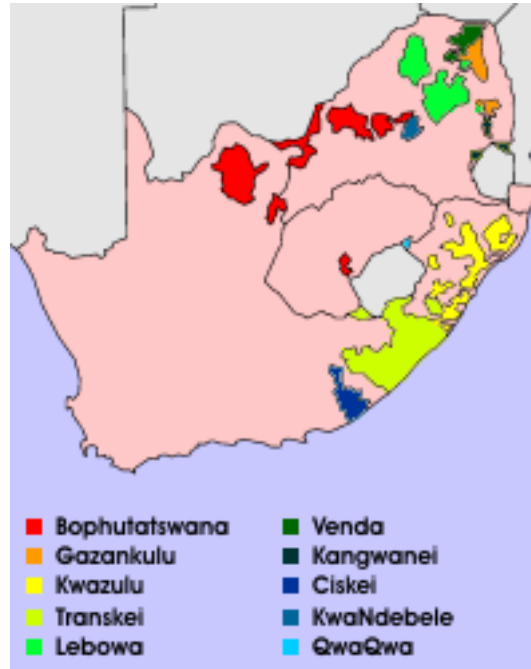 Bophutatswana
Gazankulu
Kwazulu
Transkei
Lebowa
Venda
Kangwanei
Ciskei
KwaNdebele
QwaQwa